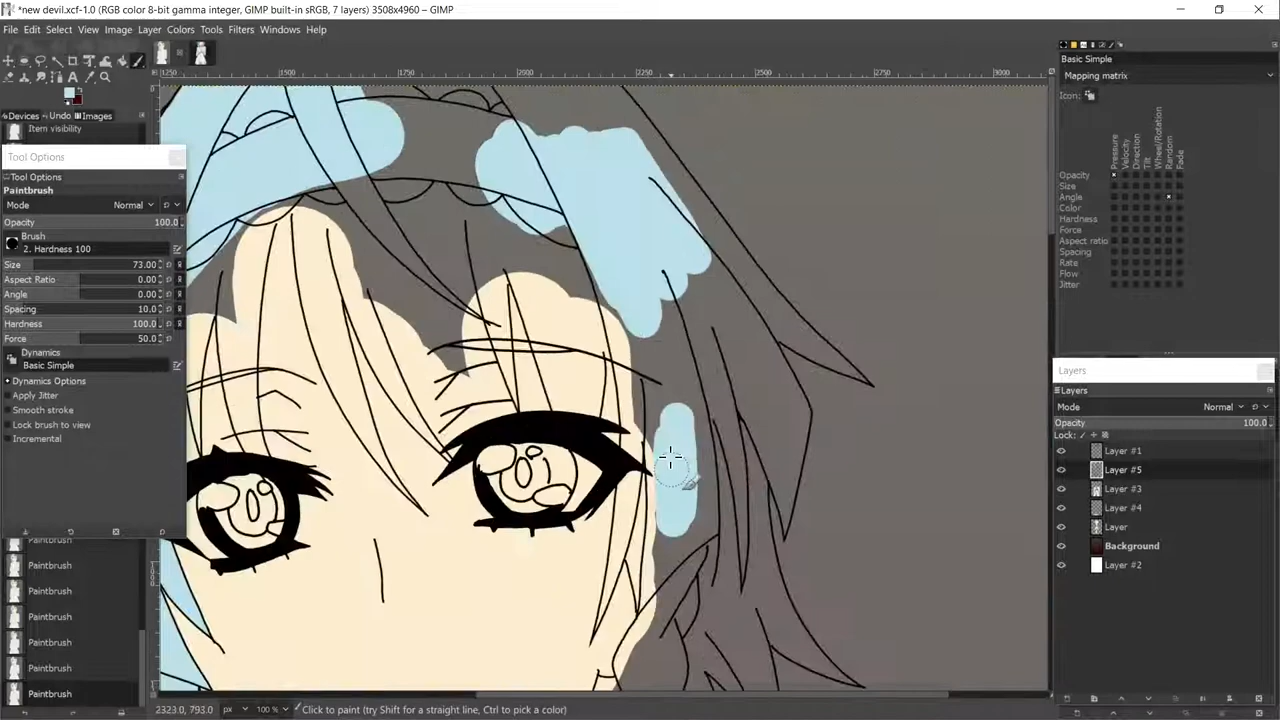 *new devil.xcf-1.0 (RGB color 8-bit gamma integer, GIMP built-in sRGB, 7 layers) 3508x4960 – GIMP
File Edit Select View Image Layer Colors Tools Filters Windows Help
Devices Undo Images
Item visibility
Tool Options
Tool Options
Paintbrush
Mode Normal
Opacity 100.0
Brush
2. Hardness 100
Size 73.00
Aspect Ratio 0.00
Angle 0.00
Spacing 10.0
Hardness 100.0
Force 50.0
Dynamics
Basic Simple
Dynamics Options
Apply Jitter
Smooth stroke
Lock brush to view
Incremental
Paintbrush
Paintbrush
Paintbrush
Paintbrush
Paintbrush
Paintbrush
Paintbrush
1250 1500 1750 2000 2250 2500 2750 3000
2323.0, 793.0 px 100 % Click to paint (try Shift for a straight line, Ctrl to pick a color)
Basic Simple
Mapping matrix
Icon:
Pressure Velocity Direction Tilt Wheel/Rotation Random Fade
Opacity
Size
Angle
Color
Hardness
Force
Aspect ratio
Spacing
Rate
Flow
Jitter
Layers
Layers
Mode Normal
Opacity 100.0
Lock:
Layer #1
Layer #5
Layer #3
Layer #4
Layer
Background
Layer #2